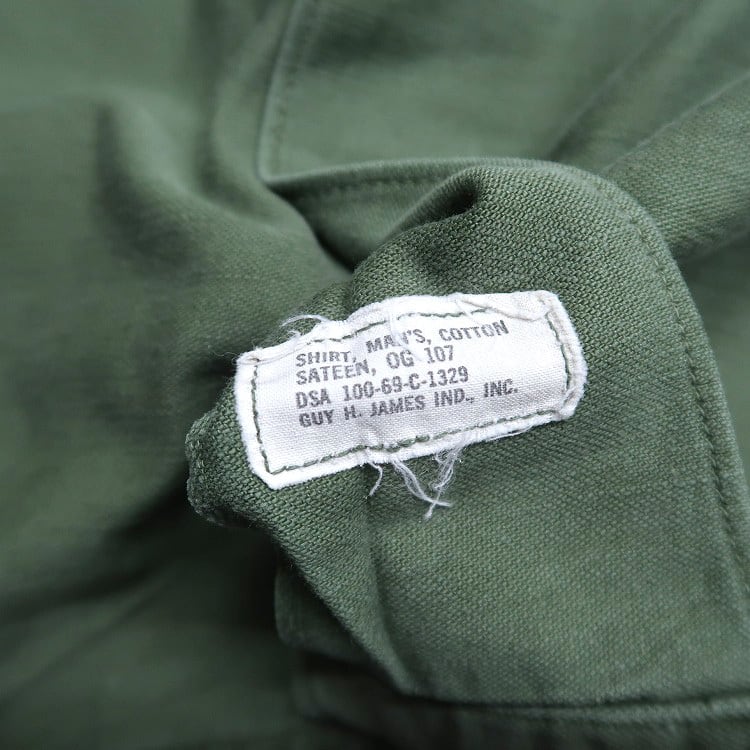 SHIRT, MAN'S, COTTON
SATEEN, OG 107
DSA 100-69-C-1329
GUY H. JAMES IND., INC.